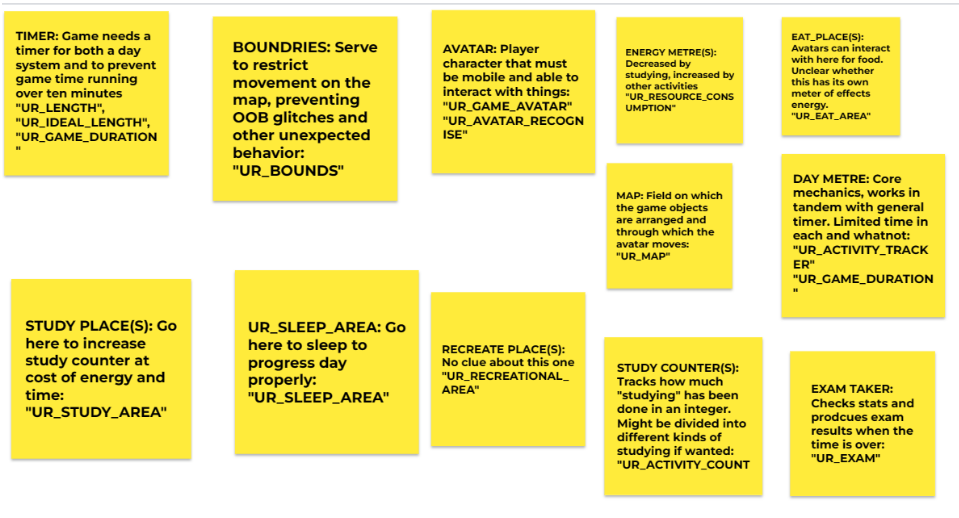 TIMER: Game needs a
timer for both a day
system and to prevent
game time running
over ten minutes
"UR_LENGTH",
"UR_IDEAL_LENGTH",
"UR_GAME_DURATION
"
BOUNDRIES: Serve
to restrict
movement on the
map, preventing
OOB glitches and
other unexpected
behavior:
"UR_BOUNDS"
AVATAR: Player
character that must
be mobile and able to
interact with things:
"UR_GAME_AVATAR"
"UR_AVATAR_RECOGN
ISE"
ENERGY METRE(S):
Decreased by
studying, increased by
other activities
"UR_RESOURCE_CONS
UMPTION"
EAT_PLACE(S):
Avatars can interact
with here for food.
Unclear whether
this has its own
meter of effects
energy.
"UR_EAT_AREA"
MAP: Field on which
the game objects
are arranged and
through which the
avatar moves:
"UR_MAP"
DAY METRE: Core
mechanics, works in
tandem with general
timer. Limited time in
each and whatnot:
"UR_ACTIVITY_TRACK
ER"
"UR_GAME_DURATION
"
STUDY PLACE(S): Go
here to increase
study counter at
cost of energy and
time:
"UR_STUDY_AREA"
UR_SLEEP_AREA: Go
here to sleep to
progress day
properly:
"UR_SLEEP_AREA"
RECREATE PLACE(S):
No clue about this one
"UR_RECREATIONAL_
AREA"
STUDY COUNTER(S):
Tracks how much
"studying" has been
done in an integer.
Might be divided into
different kinds of
studying if wanted:
"UR_ACTIVITY_COUNT
EXAM TAKER:
Checks stats and
prodcues exam
results when the
time is over:
"UR_EXAM"